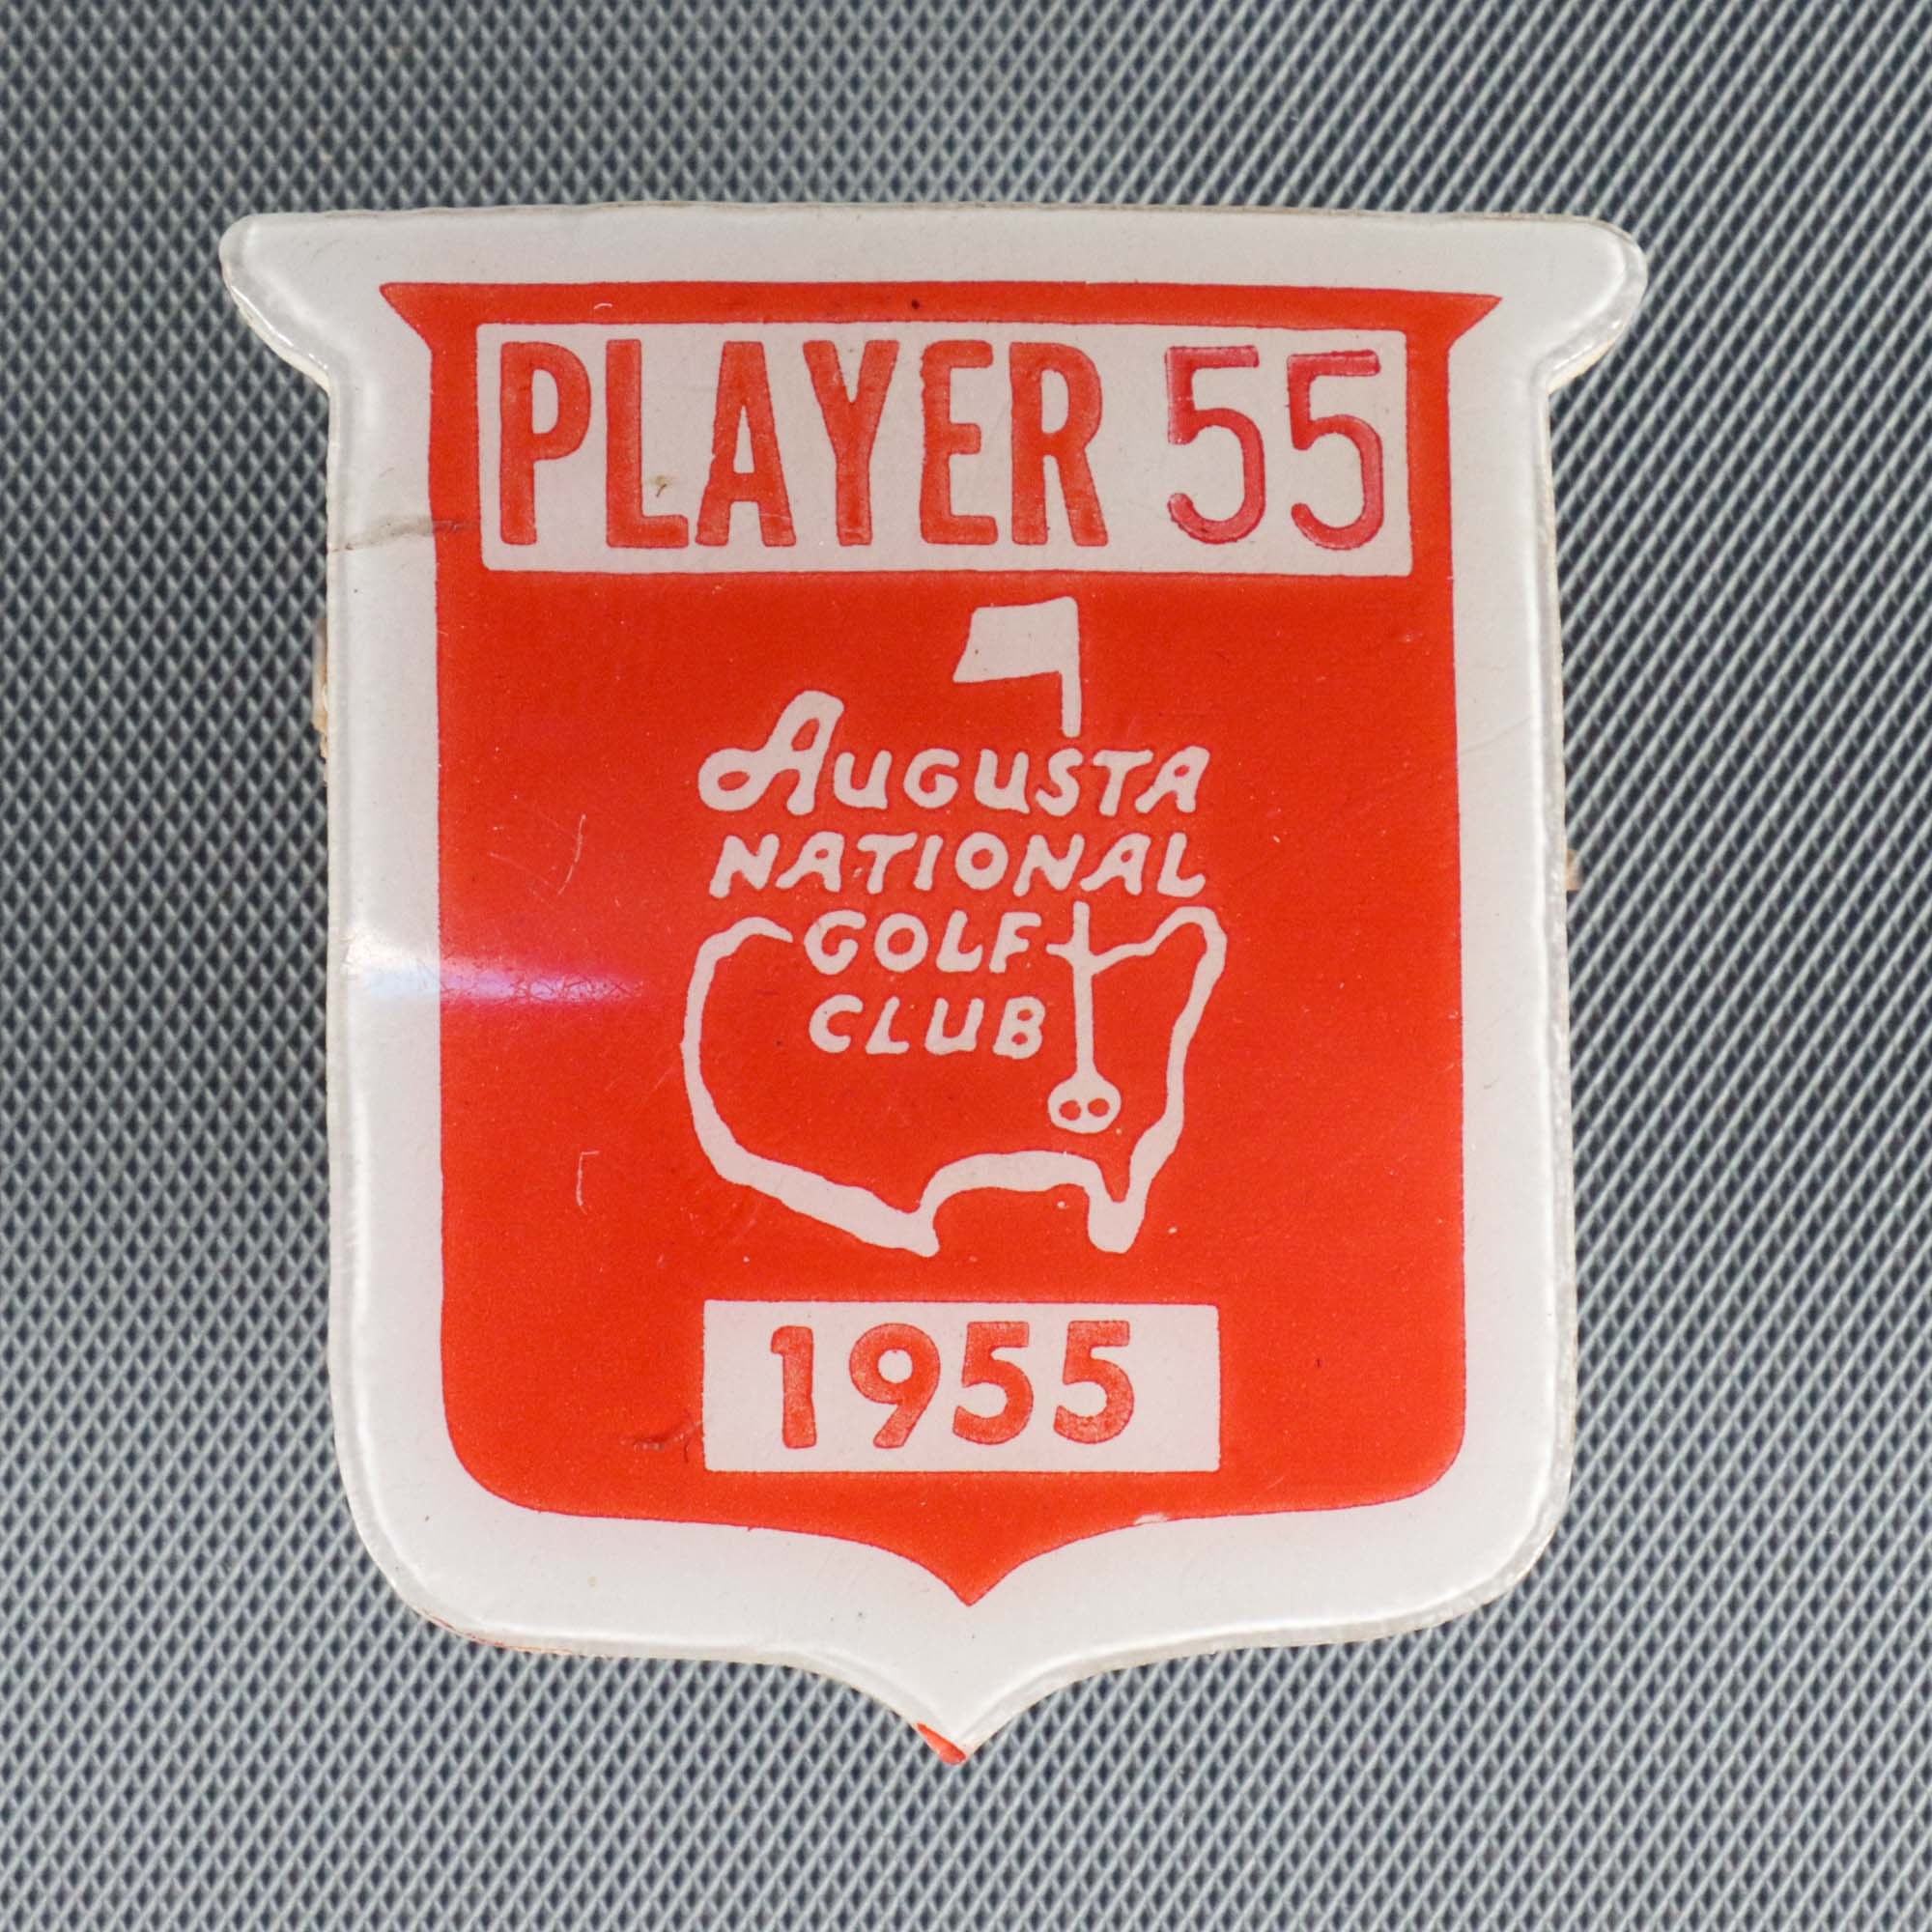 PLAYER 55
AUGUSTA
NATIONAL
GOLF
CLUB
1955